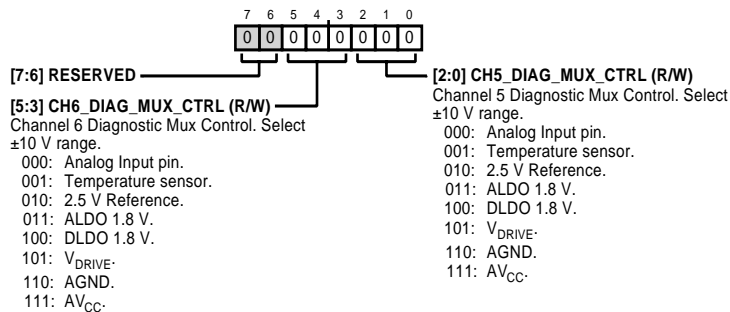 7 6 5 4 3 2 1 0
0 0 0 0 0 0 0 0
[7:6] RESERVED
[5:3] CH6_DIAG_MUX_CTRL (R/W)
Channel 6 Diagnostic Mux Control. Select
±10 V range.
000: Analog Input pin.
001: Temperature sensor.
010: 2.5 V Reference.
011: ALDO 1.8 V.
100: DLDO 1.8 V.
101: VDRIVE.
110: AGND.
111: AVCC.
[2:0] CH5_DIAG_MUX_CTRL (R/W)
Channel 5 Diagnostic Mux Control. Select
±10 V range.
000: Analog Input pin.
001: Temperature sensor.
010: 2.5 V Reference.
011: ALDO 1.8 V.
100: DLDO 1.8 V.
101: VDRIVE.
110: AGND.
111: AVCC.